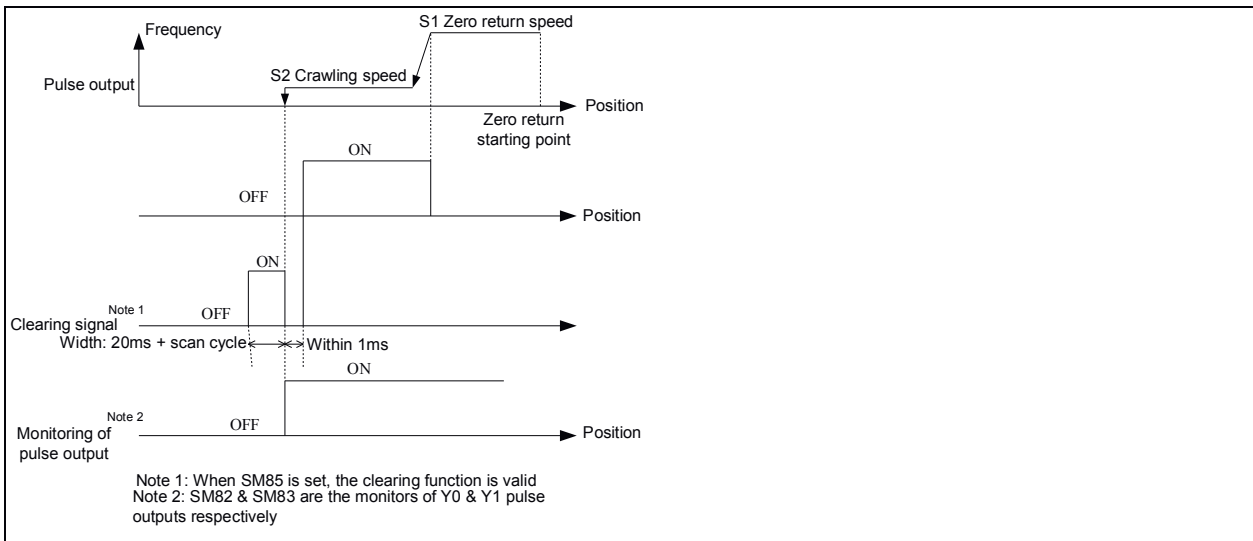 S1 Zero return speed
Frequency
S2 Crawling speed
Pulse output
Position
Zero return
starting point
ON
OFF
Position
ON
Note 1
OFF
Clearing signal
Width: 20ms + scan cycle
Within 1ms
ON
Note 2
OFF
Monitoring of
pulse output
Position
Note 1: When SM85 is set, the clearing function is valid
Note 2: SM82 & SM83 are the monitors of Y0 & Y1 pulse
outputs respectively